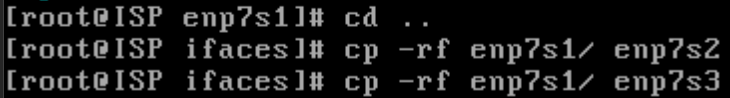 [root@ISP enp7s1]# cd ..
[root@ISP ifaces]# cp -rf enp7s1/ enp7s2
[root@ISP ifaces]# cp -rf enp7s1/ enp7s3